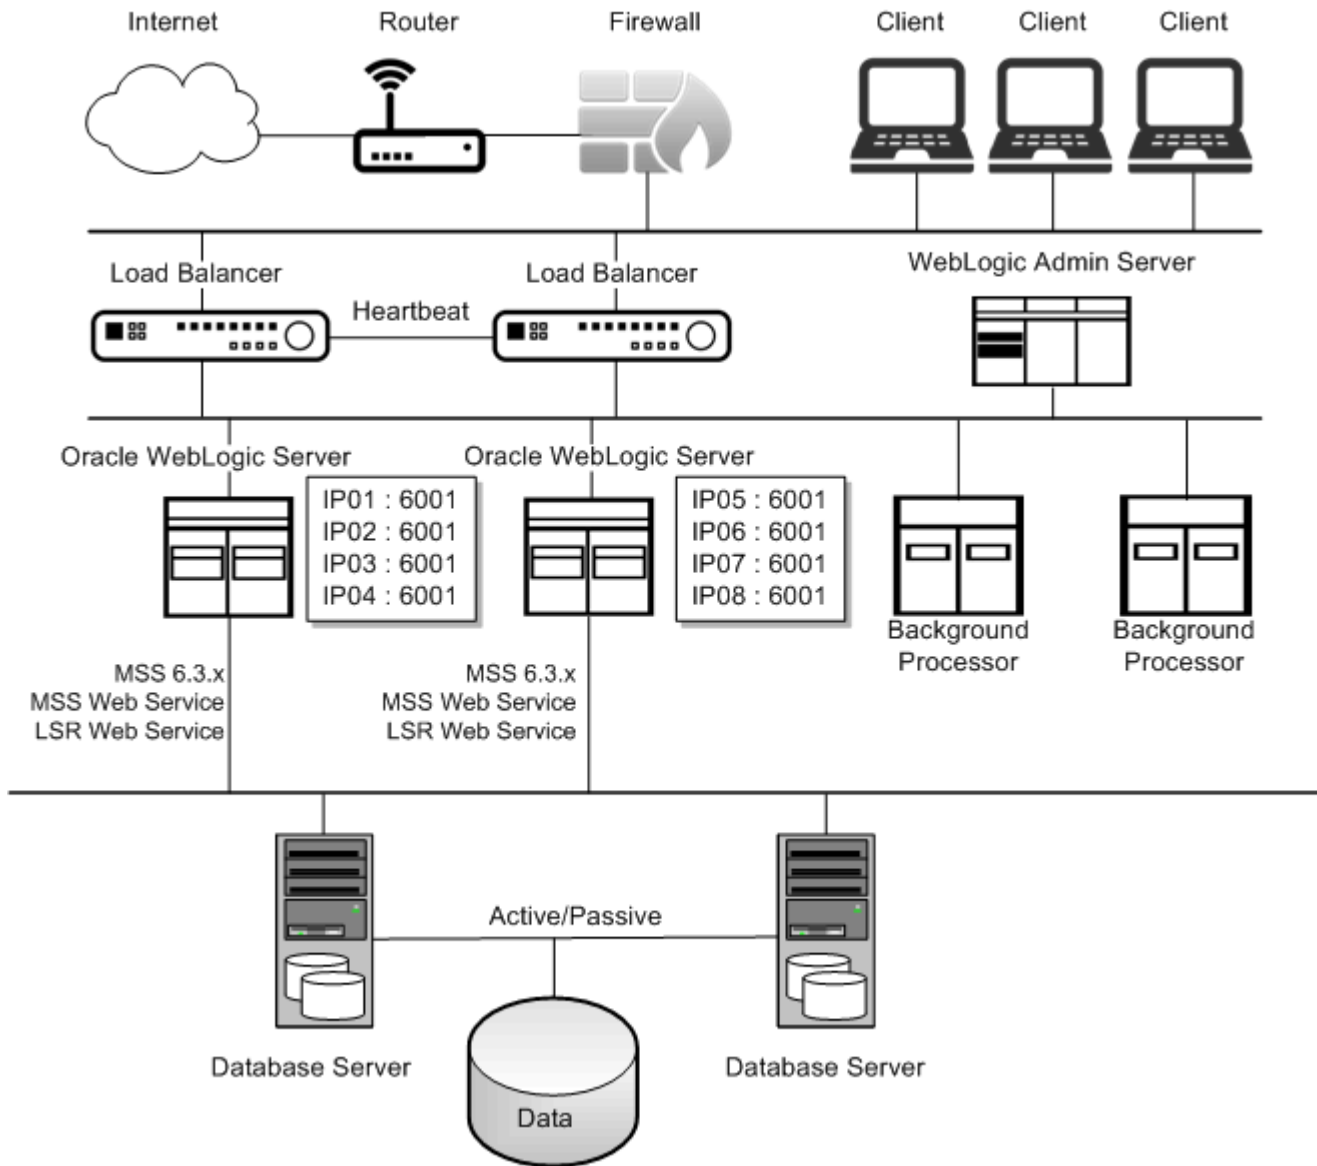 Internet
Router
Firewall
Client
Client
Client
Load Balancer
Load Balancer
WebLogic Admin Server
Heartbeat
Oracle WebLogic Server
Oracle WebLogic Server
IP01 : 6001
IP02 : 6001
IP03 : 6001
IP04 : 6001
IP05 : 6001
IP06 : 6001
IP07 : 6001
IP08 : 6001
Background
Processor
Background
Processor
MSS 6.3.x
MSS Web Service
LSR Web Service
MSS 6.3.x
MSS Web Service
LSR Web Service
Active/Passive
Database Server
Database Server
Data